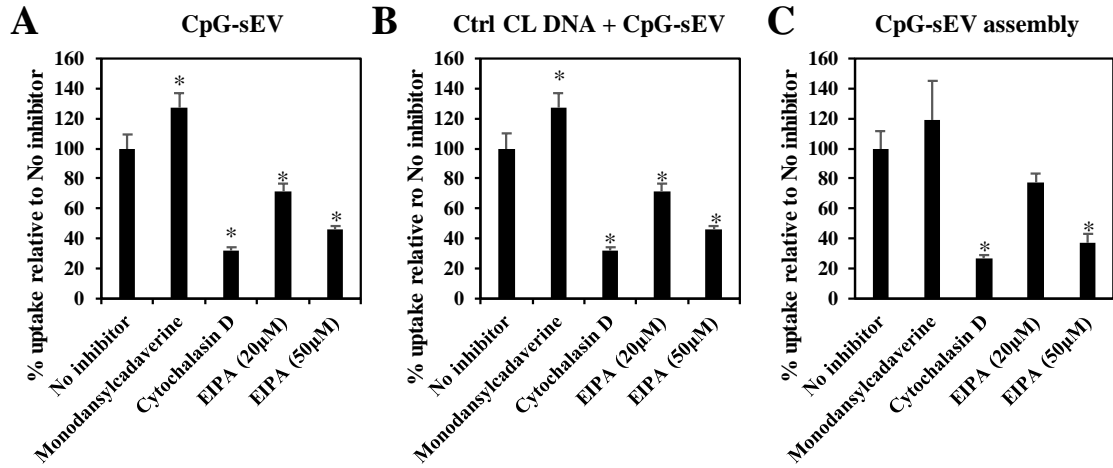 A CpG-sEV
% uptake relative to No inhibitor
160
140
120
100
80
60
40
20
0
*
*
*
*
No inhibitor
Monodansylcadaverine
Cytochalasin D
EIPA (20µM)
EIPA (50µM)
B Ctrl CL DNA + CpG-sEV
% uptake relative ro No inhibitor
160
140
120
100
80
60
40
20
0
*
*
*
*
No inhibitor
Monodansylcadaverine
Cytochalasin D
EIPA (20µM)
EIPA (50µM)
C CpG-sEV assembly
% uptake relative to No inhibitor
160
140
120
100
80
60
40
20
0
*
*
No inhibitor
Monodansylcadaverine
Cytochalasin D
EIPA (20µM)
EIPA (50µM)